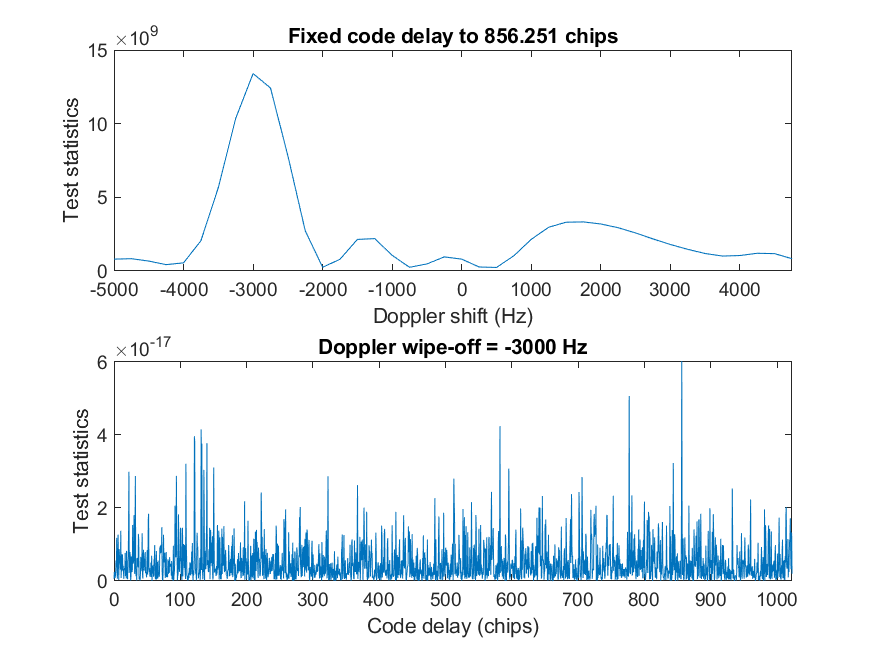 ×10^9
Fixed code delay to 856.251 chips
15
10
5
0
Test statistics
-5000 -4000 -3000 -2000 -1000 0 1000 2000 3000 4000
Doppler shift (Hz)
×10^-17
Doppler wipe-off = -3000 Hz
6
4
2
0
Test statistics
0 100 200 300 400 500 600 700 800 900 1000
Code delay (chips)